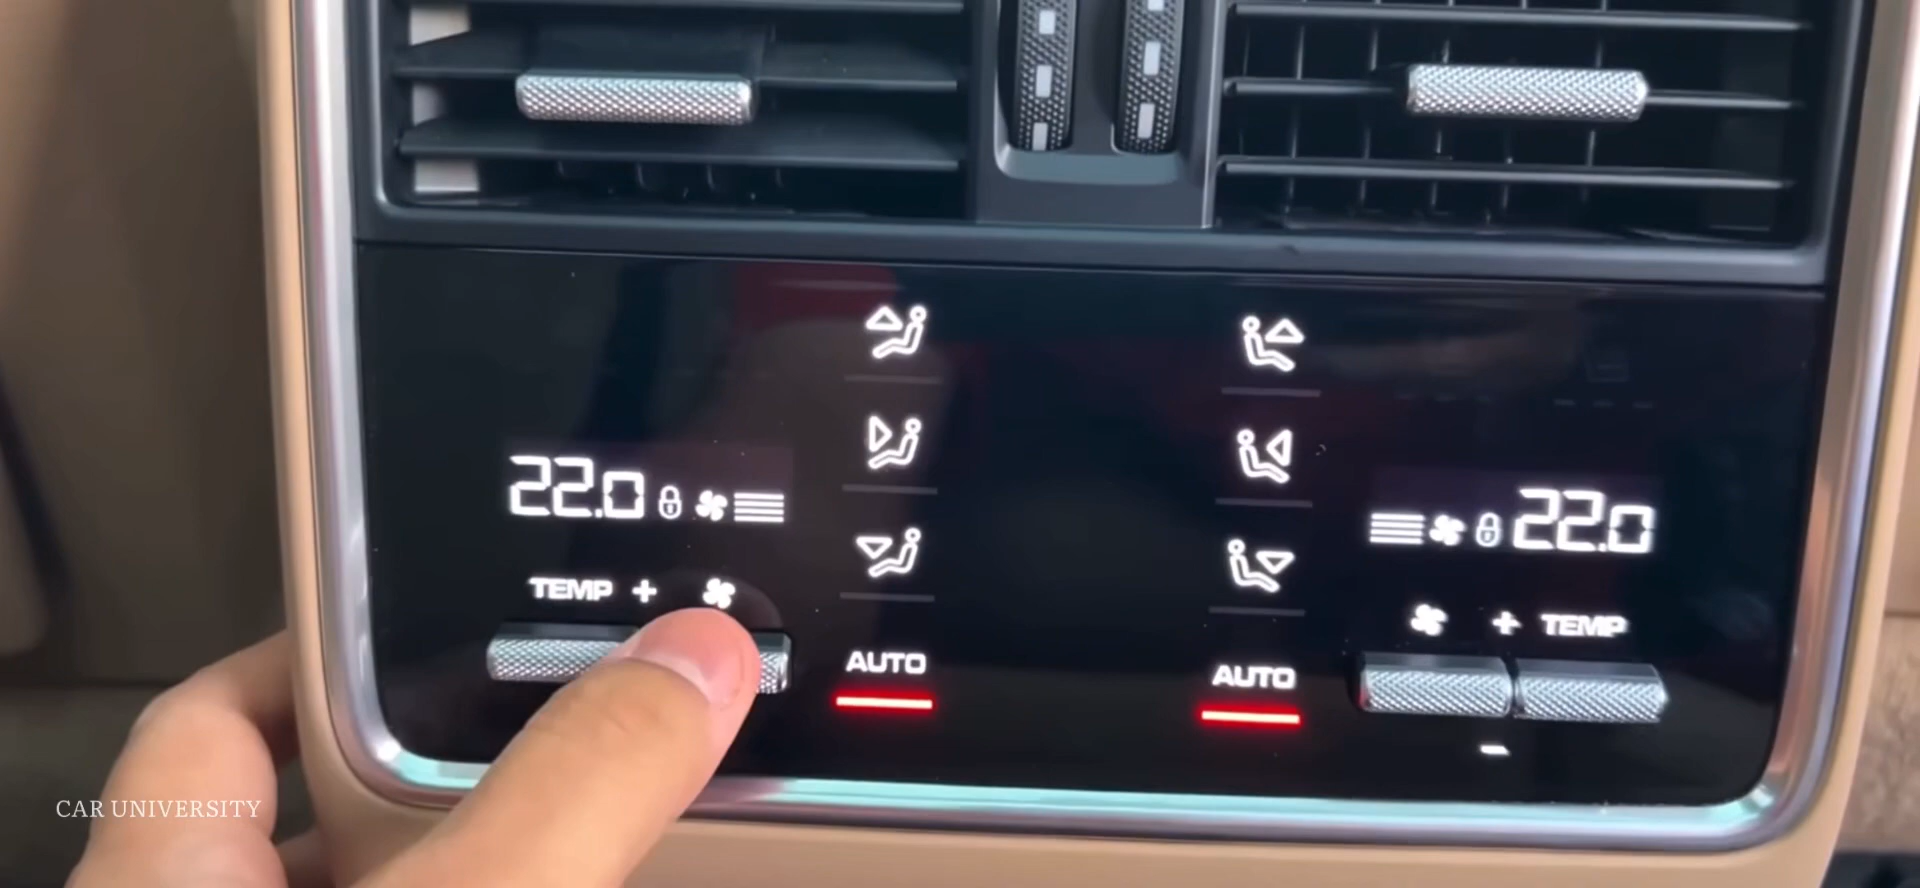 22.0
22.0
TEMP +
+ TEMP
AUTO
AUTO
-
CAR UNIVERSITY